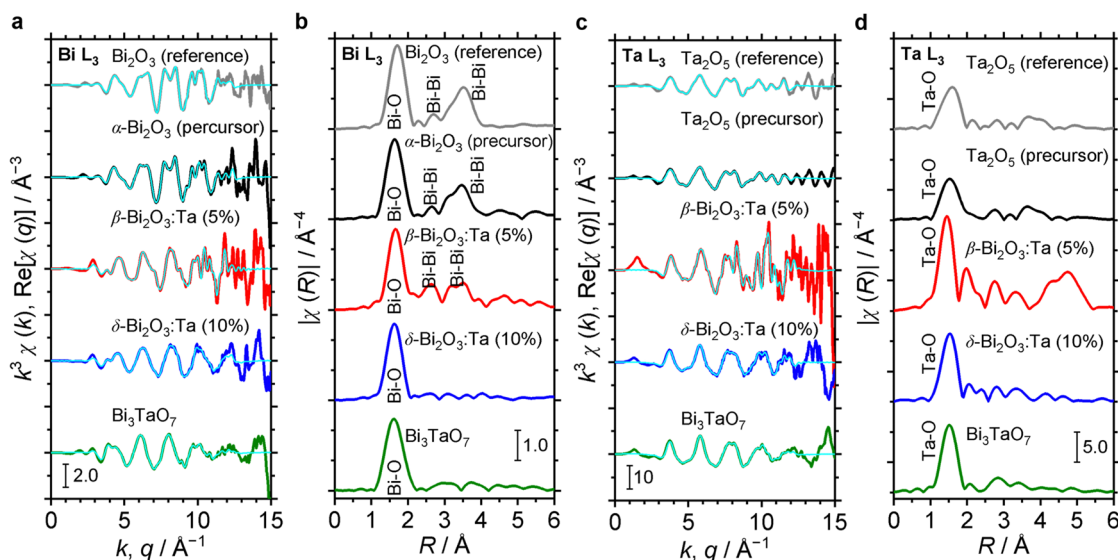 a
Bi L3
Bi2O3 (reference)
α-Bi2O3 (percursor)
β-Bi2O3:Ta (5%)
δ-Bi2O3:Ta (10%)
Bi3TaO7
2.0
k3 χ (k), Re[χ (q)] / Å−3
0 5 10 15
k, q / Å−1
b
Bi L3
Bi2O3 (reference)
Bi-O
Bi-Bi
Bi-Bi
α-Bi2O3 (precursor)
Bi-O
Bi-Bi
Bi-Bi
β-Bi2O3:Ta (5%)
Bi-O
Bi-Bi
Bi-Bi
δ-Bi2O3:Ta (10%)
Bi-O
Bi3TaO7
Bi-O
1.0
|χ (R)| / Å−4
0 1 2 3 4 5 6
R / Å
c
Ta L3
Ta2O5 (reference)
Ta2O5 (precursor)
β-Bi2O3:Ta (5%)
δ-Bi2O3:Ta (10%)
Bi3TaO7
10
k3 χ (k), Re[χ (q)] / Å−3
0 5 10 15
k, q / Å−1
d
Ta L3
Ta2O5 (reference)
Ta-O
Ta2O5 (precursor)
Ta-O
β-Bi2O3:Ta (5%)
Ta-O
δ-Bi2O3:Ta (10%)
Ta-O
Bi3TaO7
Ta-O
5.0
|χ (R)| / Å−4
0 1 2 3 4 5 6
R / Å